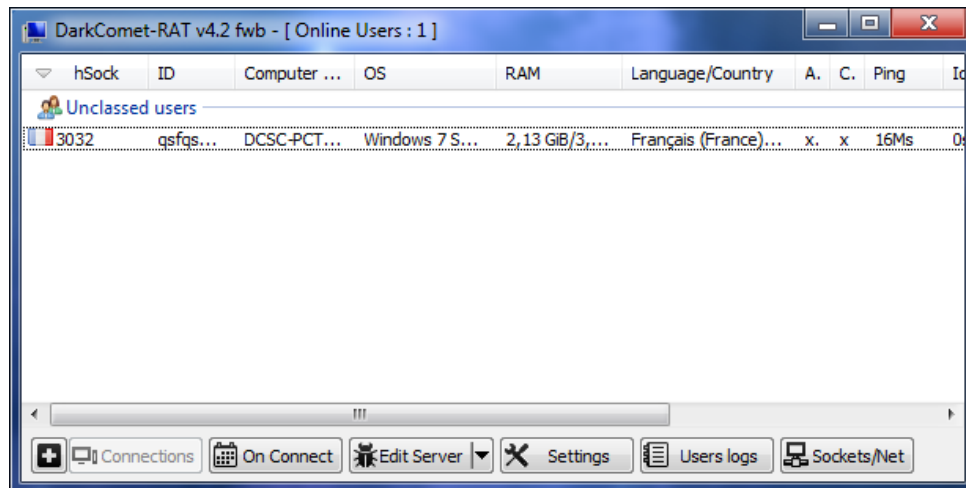 DarkComet-RAT v4.2 fwb - [ Online Users : 1 ]
hSock ID Computer ... OS RAM Language/Country A. C. Ping
Unclassed users
3032 qsfqs... DCSC-PCT... Windows 7 S... 2,13 GiB/3,... Français (France)... x. x 16Ms
Connections On Connect Edit Server Settings Users logs Sockets/Net